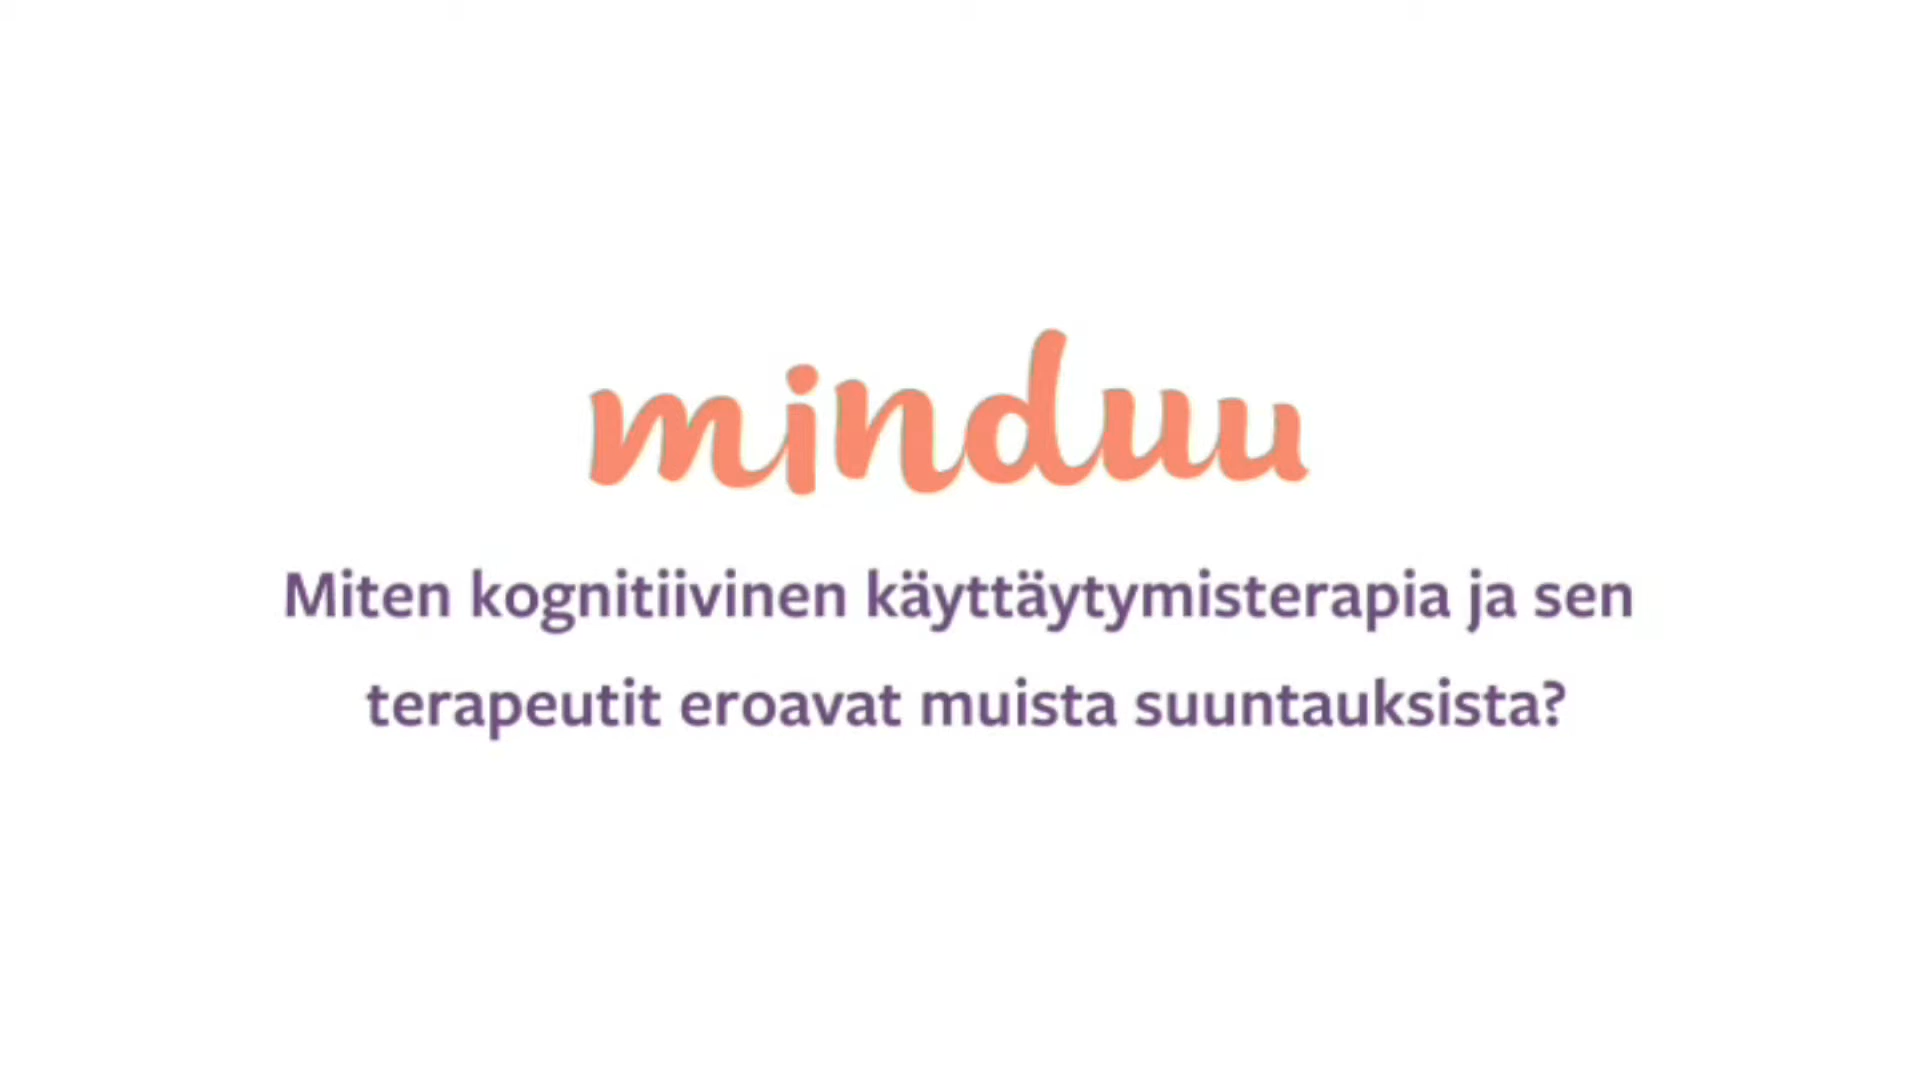 minduu
Miten kognitiivinen käyttäytymisterapia ja sen
terapeutit eroavat muista suuntauksista?